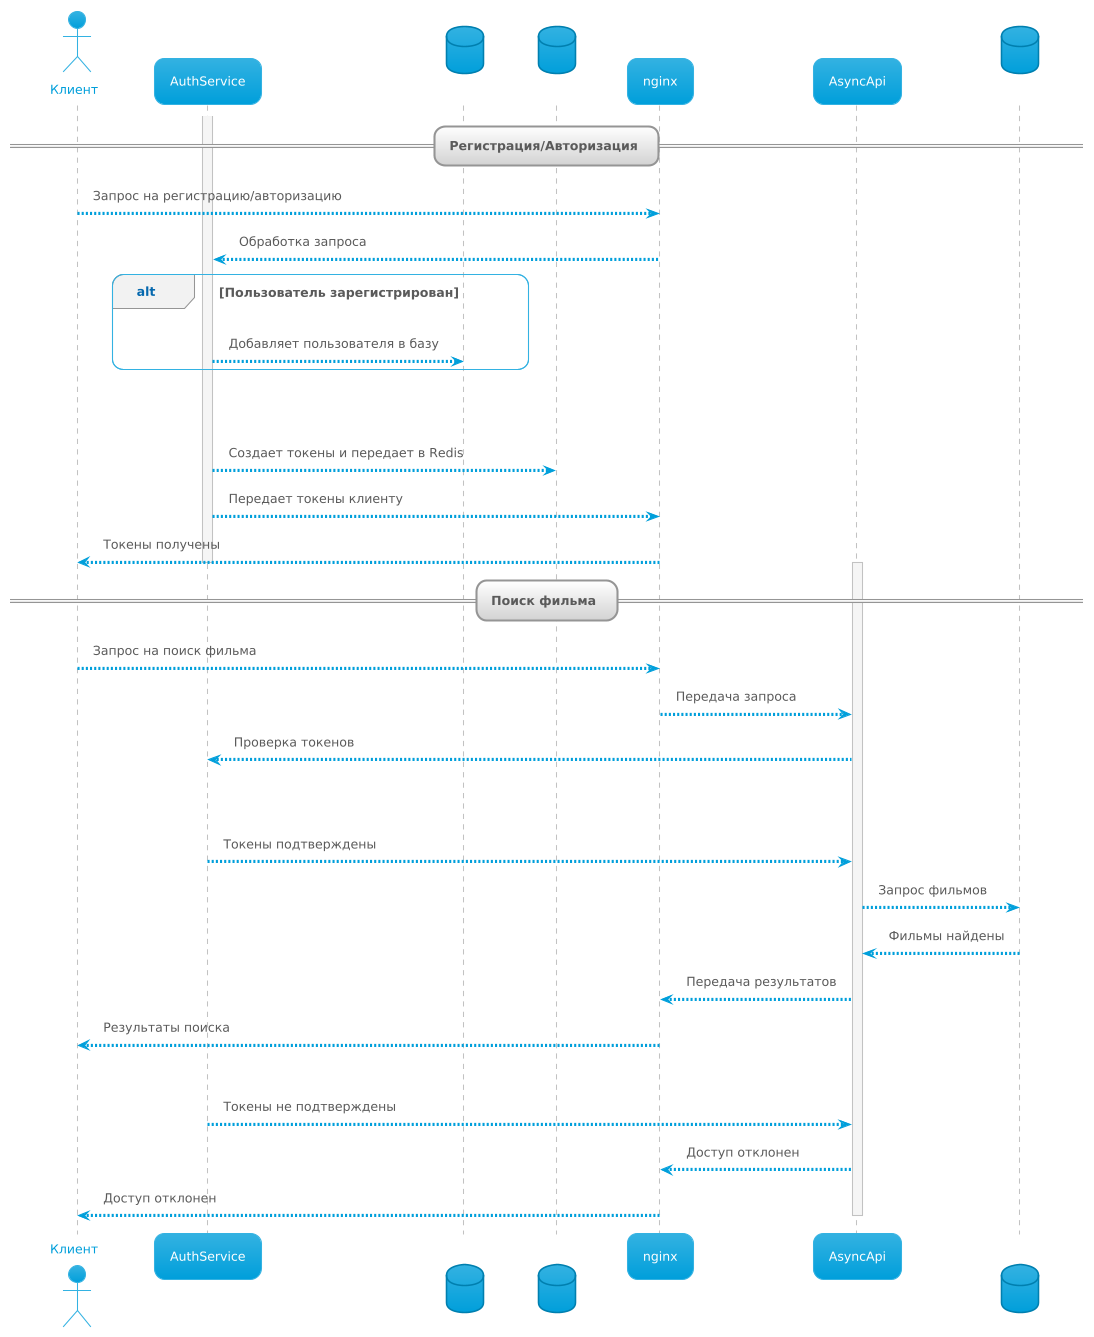 Клиент
AuthService
nginx
AsyncApi
Регистрация/Авторизация
Запрос на регистрацию/авторизацию
Обработка запроса
alt
[Пользователь зарегистрирован]
Добавляет пользователя в базу
Создает токены и передает в Redis
Передает токены клиенту
Токены получены
Поиск фильма
Запрос на поиск фильма
Передача запроса
Проверка токенов
Токены подтверждены
Запрос фильмов
Фильмы найдены
Передача результатов
Результаты поиска
Токены не подтверждены
Доступ отклонен
Доступ отклонен
Клиент
AuthService
nginx
AsyncApi